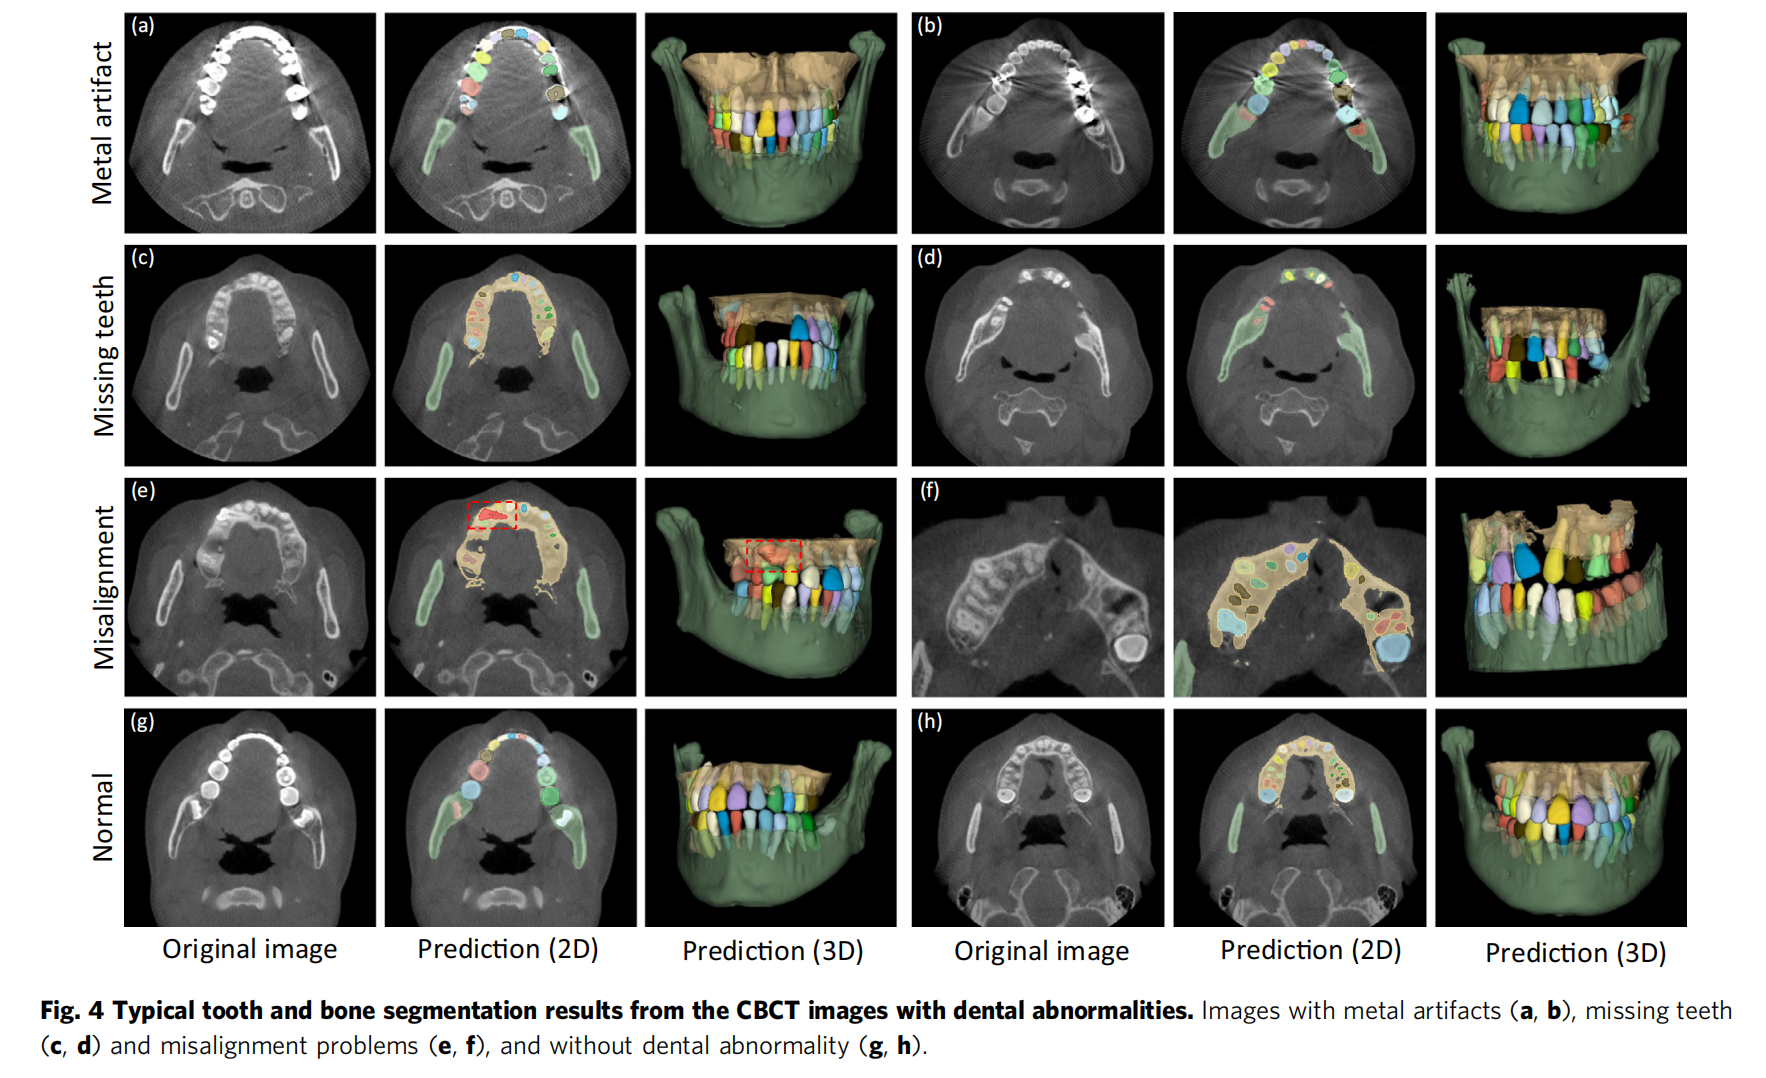 Metal artifact
(a)
(b)
Missing teeth
(c)
(d)
Misalignment
(e)
(f)
Normal
(g)
(h)
Original image
Prediction (2D)
Prediction (3D)
Original image
Prediction (2D)
Prediction (3D)
Fig. 4 Typical tooth and bone segmentation results from the CBCT images with dental abnormalities. Images with metal artifacts (a, b), missing teeth
(c, d) and misalignment problems (e, f), and without dental abnormality (g, h).